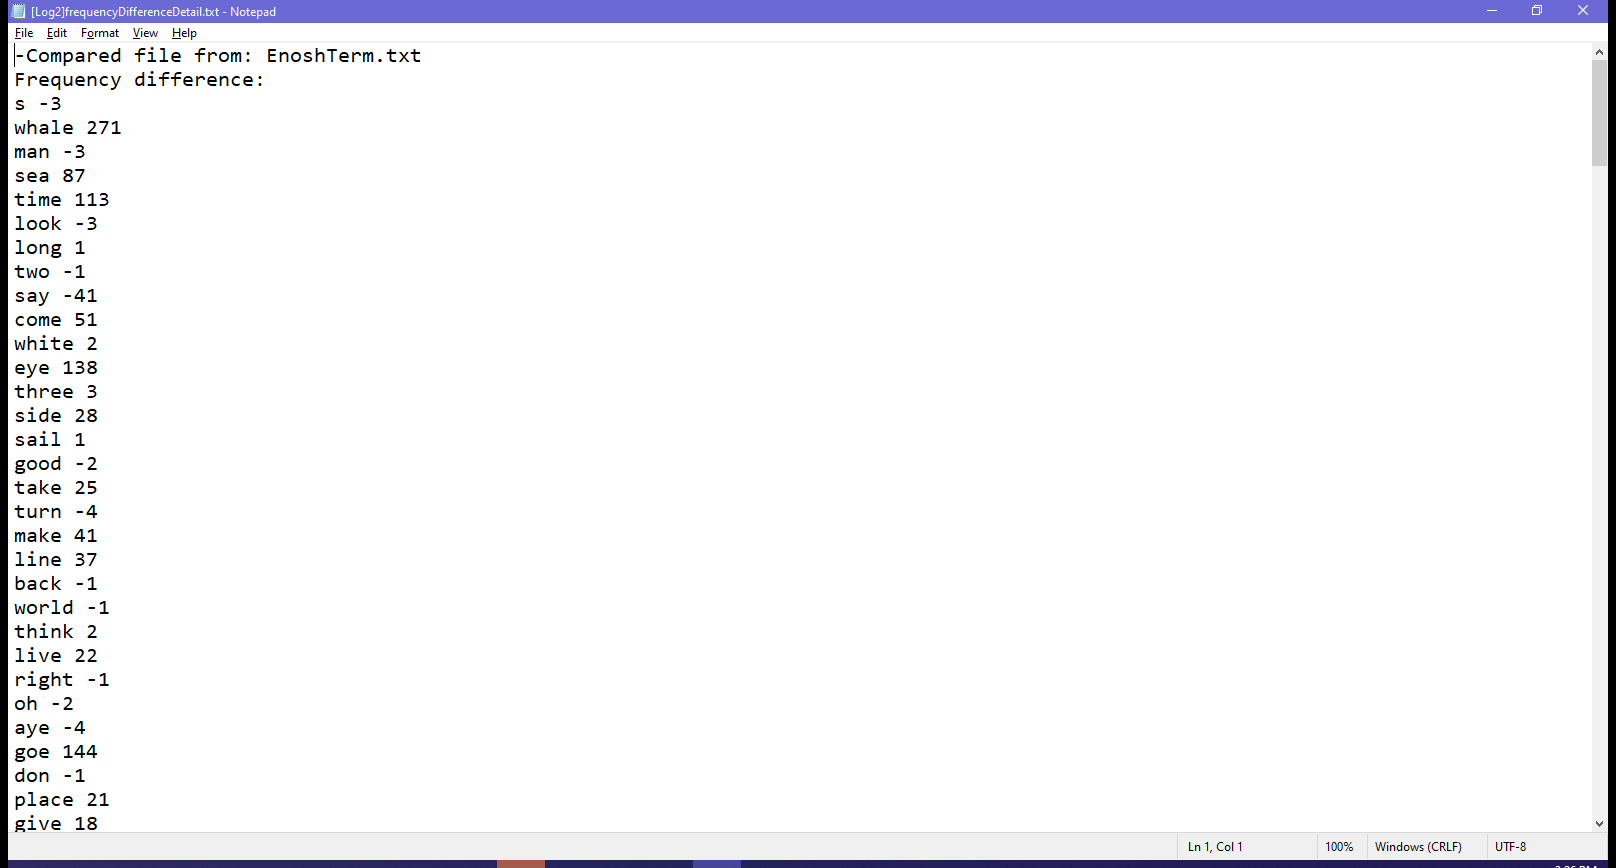 [Log2]frequencyDifferenceDetail.txt - Notepad
File Edit Format View Help
-Compared file from: EnoshTerm.txt
Frequency difference:
s -3
whale 271
man -3
sea 87
time 113
look -3
long 1
two -1
say -41
come 51
white 2
eye 138
three 3
side 28
sail 1
good -2
take 25
turn -4
make 41
line 37
back -1
world -1
think 2
live 22
right -1
oh -2
aye -4
goe 144
don -1
place 21
give 18
Ln 1, Col 1 100% Windows (CRLF) UTF-8